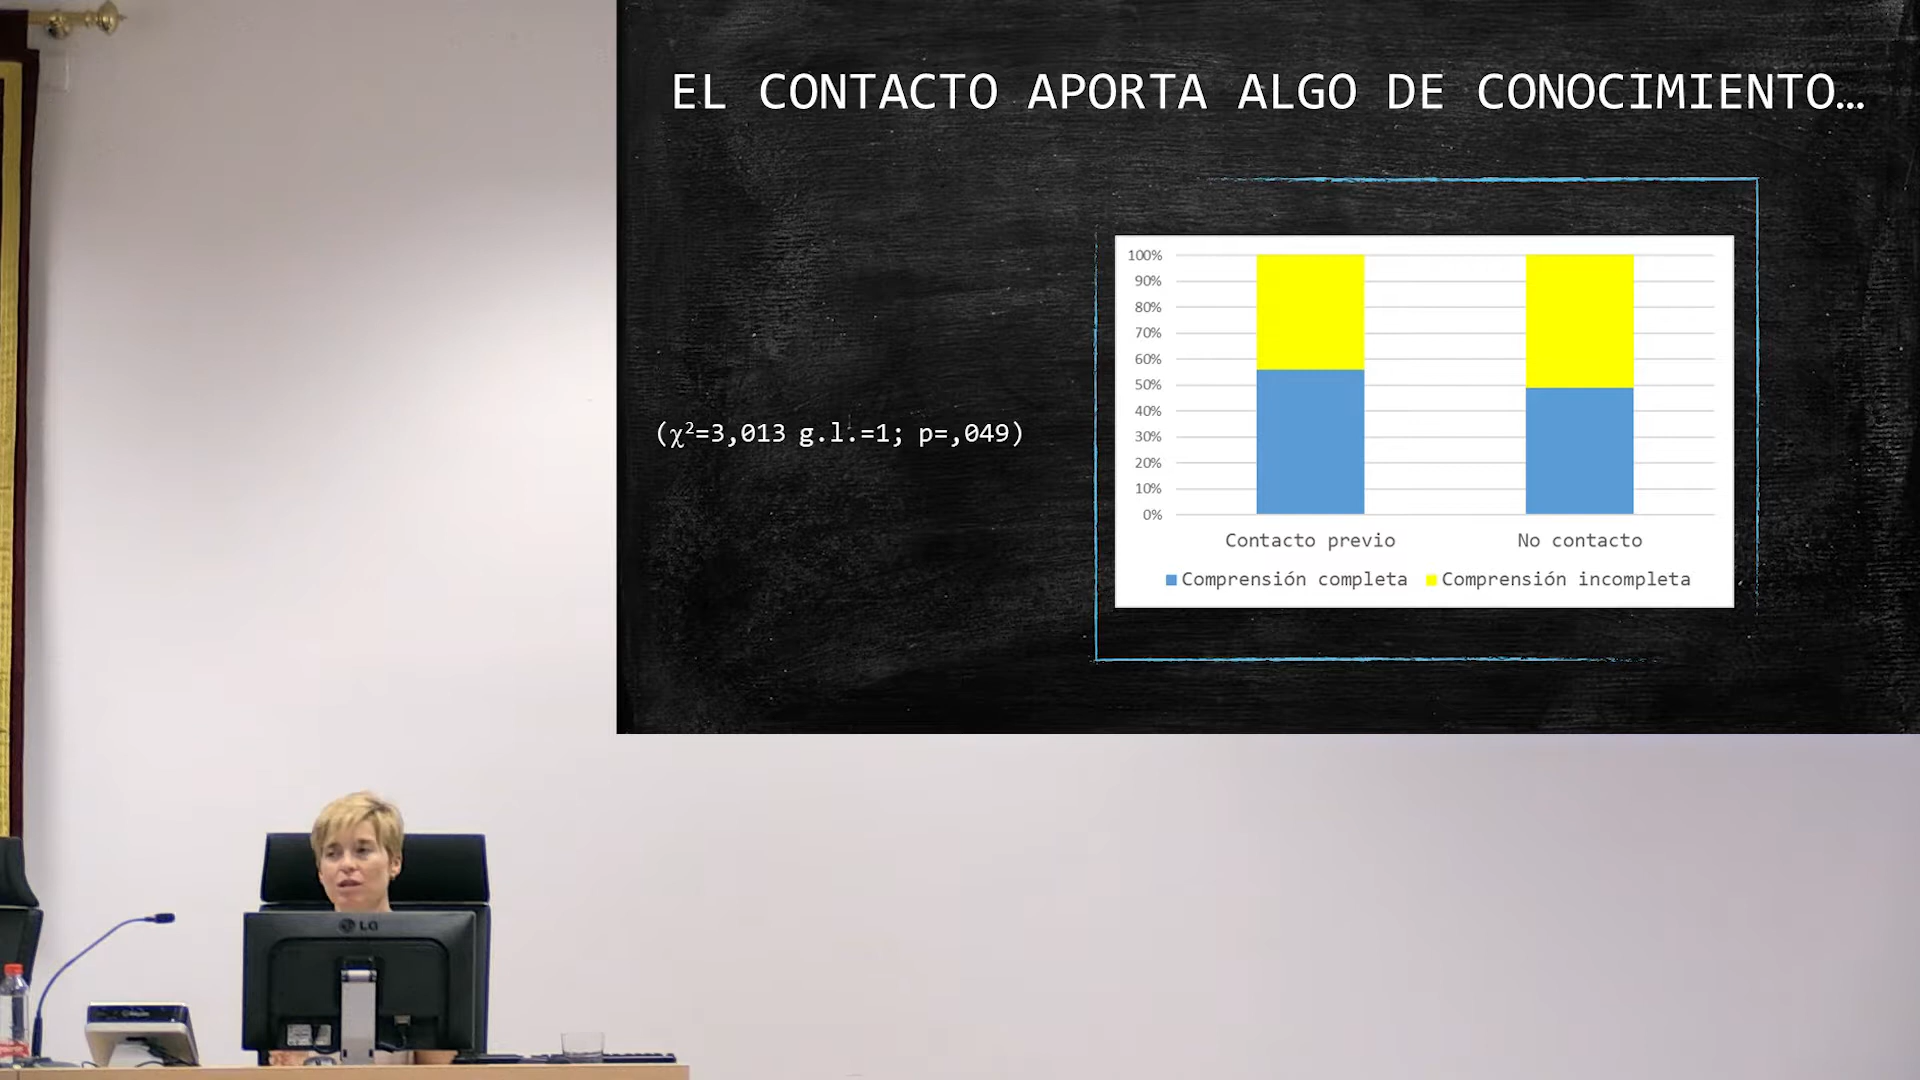 EL CONTACTO APORTA ALGO DE CONOCIMIENTO…
(χ²=3,013 g.l.=1; p=,049)
100%
90%
80%
70%
60%
50%
40%
30%
20%
10%
0%
Contacto previo
No contacto
Comprensión completa
Comprensión incompleta
LG